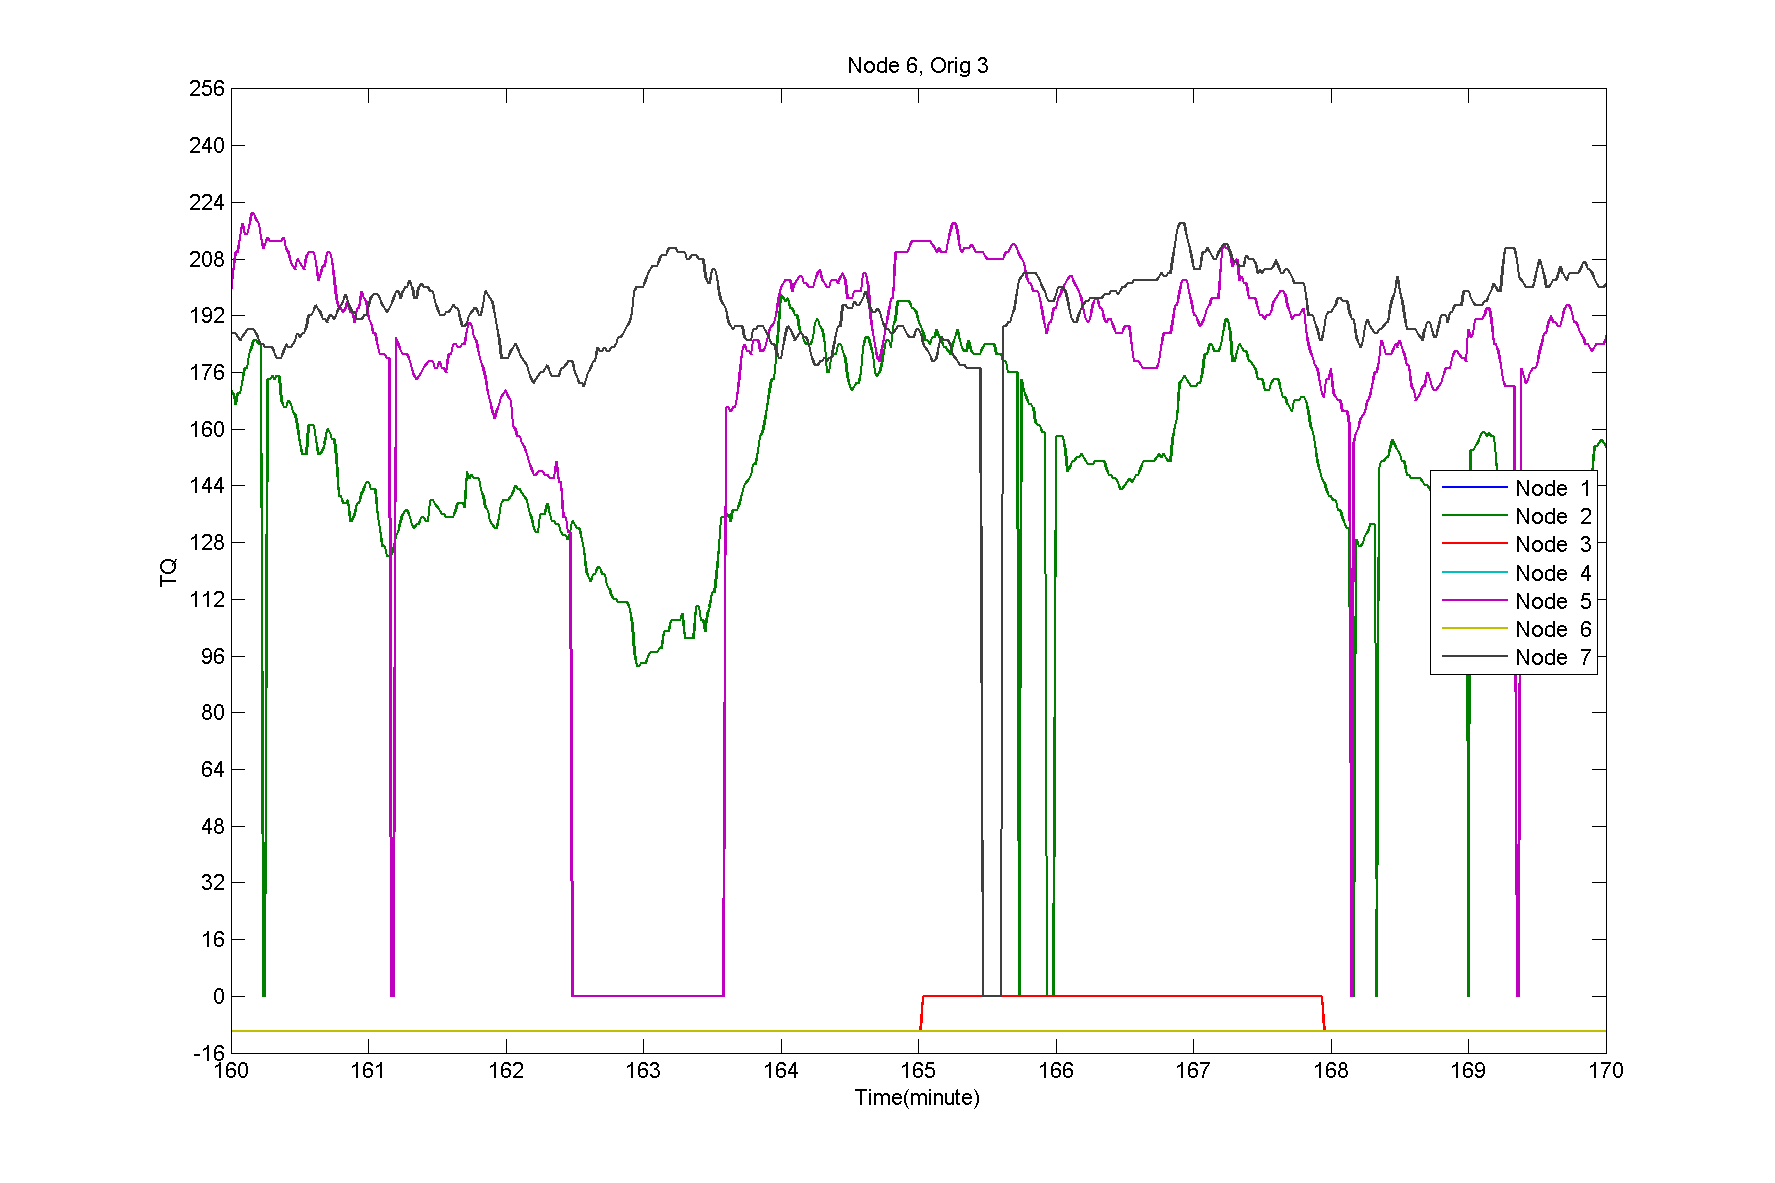 Node 6, Orig 3
256
240
224
208
192
176
160
144
128
112
96
80
64
48
32
16
0
-16
TQ
160 161 162 163 164 165 166 167 168 169 170
Time(minute)
Node 1
Node 2
Node 3
Node 4
Node 5
Node 6
Node 7